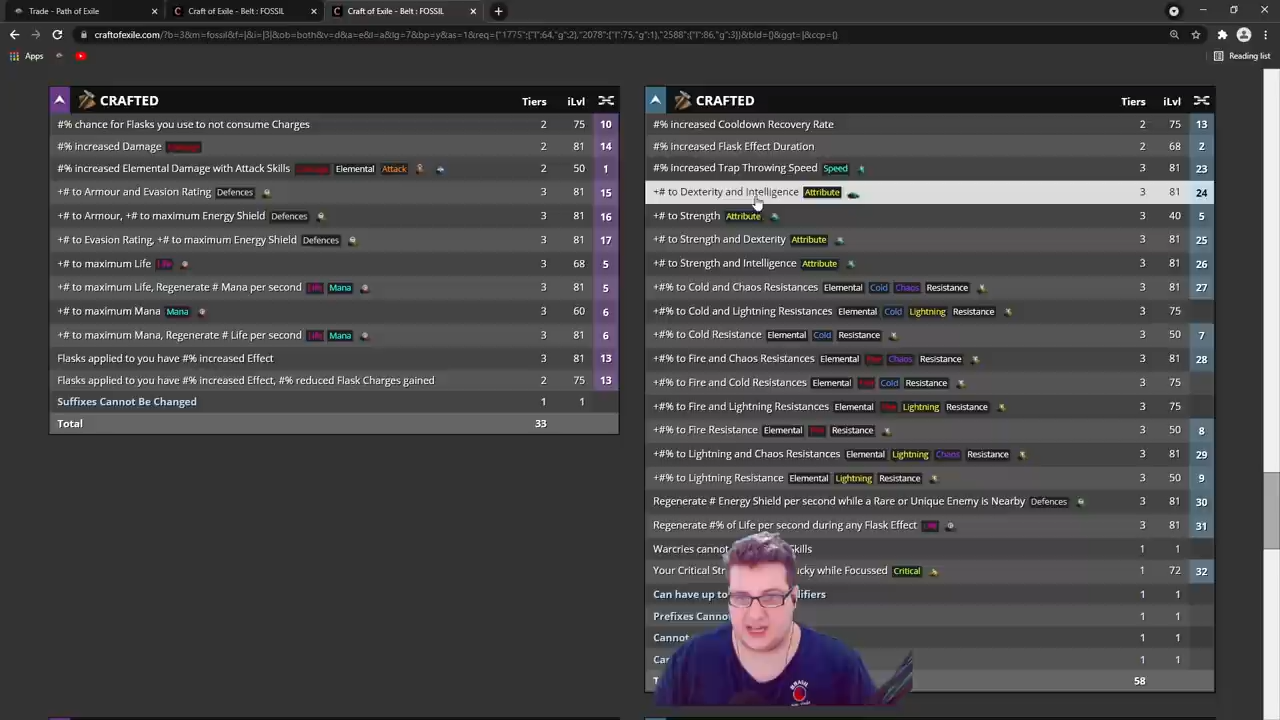 Trade - Path of Exile
Craft of Exile - Belt : FOSSIL
Craft of Exile - Belt : FOSSIL
craftofexile.com/?b=3&m=fossil&f=|&i=|3|&ob=both&v=d&a=e&l=a&lg=7&bp=y&as=1&req={"1775":{"l":64,"g":2},"2078":{"l":75,"g":1},"2588":{"l":86,"g":3}}&bld={}&ggt=|&ccp={}
Apps
Reading list
CRAFTED Tiers iLvl
#% chance for Flasks you use to not consume Charges 2 75 10
#% increased Damage Damage 2 81 14
#% increased Elemental Damage with Attack Skills Damage Elemental Attack 2 50 1
+# to Armour and Evasion Rating Defences 3 81 15
+# to Armour, +# to maximum Energy Shield Defences 3 81 16
+# to Evasion Rating, +# to maximum Energy Shield Defences 3 81 17
+# to maximum Life Life 3 68 5
+# to maximum Life, Regenerate # Mana per second Life Mana 3 81 5
+# to maximum Mana Mana 3 60 6
+# to maximum Mana, Regenerate # Life per second Life Mana 3 81 6
Flasks applied to you have #% increased Effect 3 81 13
Flasks applied to you have #% increased Effect, #% reduced Flask Charges gained 2 75 13
Suffixes Cannot Be Changed 1 1
Total 33
CRAFTED Tiers iLvl
#% increased Cooldown Recovery Rate 2 75 13
#% increased Flask Effect Duration 2 68 2
#% increased Trap Throwing Speed Speed 3 81 23
+# to Dexterity and Intelligence Attribute 3 81 24
+# to Strength Attribute 3 40 5
+# to Strength and Dexterity Attribute 3 81 25
+# to Strength and Intelligence Attribute 3 81 26
+#% to Cold and Chaos Resistances Elemental Cold Chaos Resistance 3 81 27
+#% to Cold and Lightning Resistances Elemental Cold Lightning Resistance 3 75
+#% to Cold Resistance Elemental Cold Resistance 3 50 7
+#% to Fire and Chaos Resistances Elemental Fire Chaos Resistance 3 81 28
+#% to Fire and Cold Resistances Elemental Fire Cold Resistance 3 75
+#% to Fire and Lightning Resistances Elemental Fire Lightning Resistance 3 75
+#% to Fire Resistance Elemental Fire Resistance 3 50 8
+#% to Lightning and Chaos Resistances Elemental Lightning Chaos Resistance 3 81 29
+#% to Lightning Resistance Elemental Lightning Resistance 3 50 9
Regenerate # Energy Shield per second while a Rare or Unique Enemy is Nearby Defences 3 81 30
Regenerate #% of Life per second during any Flask Effect Life 3 81 31
Warcries cannot Skills 1 1
Your Critical while Focussed Critical 1 72 32
Can have up to 1 1
Prefixes 1 1
1 1
1 1
58
BRASIL